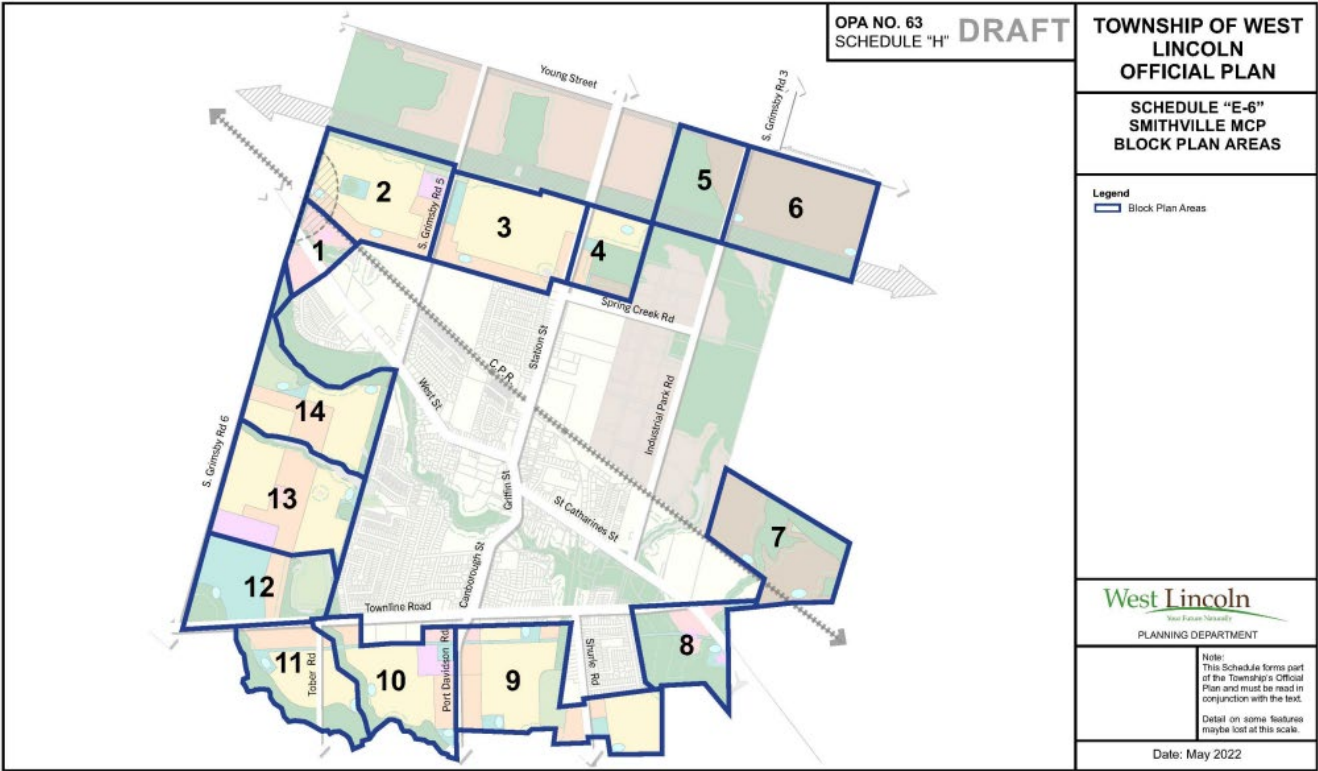 OPA NO. 63
SCHEDULE “H”
DRAFT
TOWNSHIP OF WEST
LINCOLN
OFFICIAL PLAN
SCHEDULE “E-6”
SMITHVILLE MCP
BLOCK PLAN AREAS
Legend
Block Plan Areas
Young Street
S. Grimsby Rd 3
5
6
2
S. Grimsby Rd 5
3
4
1
Spring Creek Rd
Station St
C.P.R.
West St
Industrial Park Rd
14
S. Grimsby Rd 6
13
Griffin St
St Catharines St
7
12
Canborough St
Townline Road
8
11
Tober Rd
10
Port Davidson Rd
9
Shurie Rd
West Lincoln
Your Future Naturally
PLANNING DEPARTMENT
Note:
This Schedule forms part
of the Township's Official
Plan and must be read in
conjunction with the text.
Detail on some features
maybe lost at this scale.
Date: May 2022